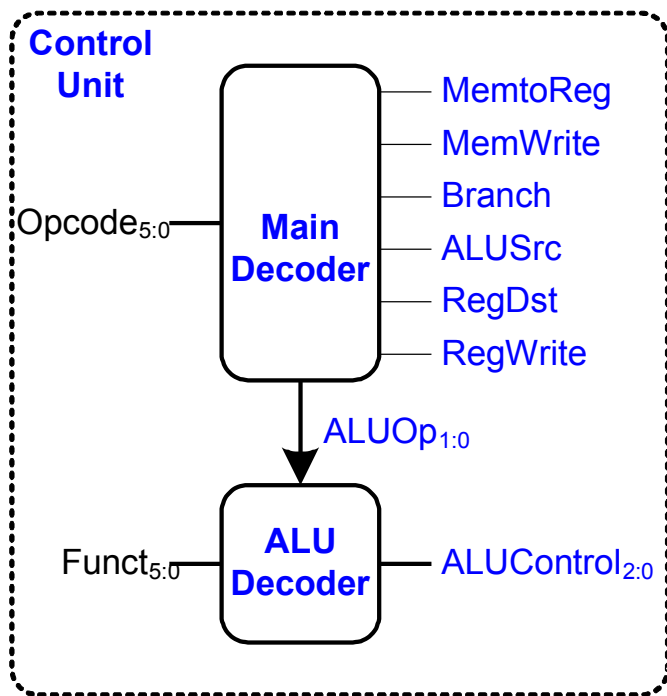 Control
Unit
MemtoReg
MemWrite
Branch
ALUSrc
RegDst
RegWrite
Opcode5:0
Main
Decoder
ALUOp1:0
Funct5:0
ALU
Decoder
ALUControl2:0